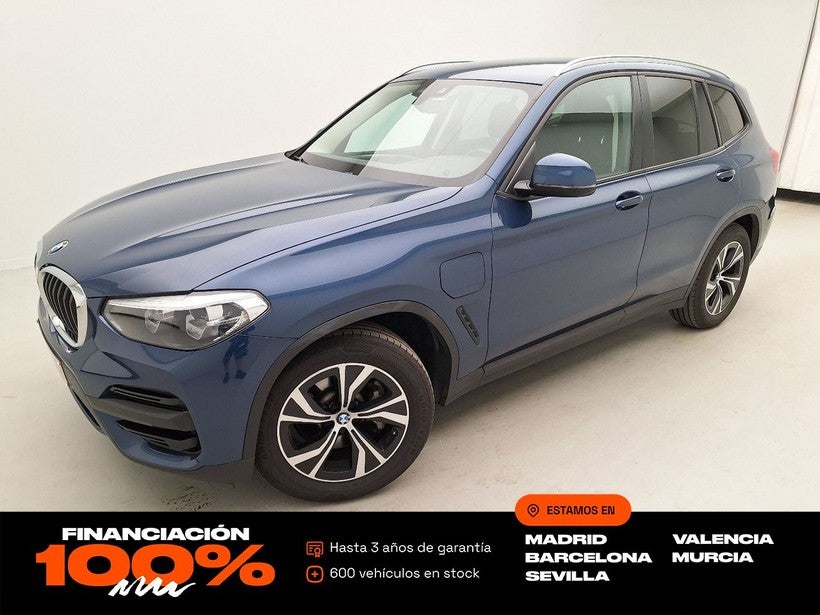 FINANCIACIÓN
100%
Hasta 3 años de garantía
600 vehículos en stock
ESTAMOS EN
MADRID
BARCELONA
SEVILLA
VALENCIA
MURCIA